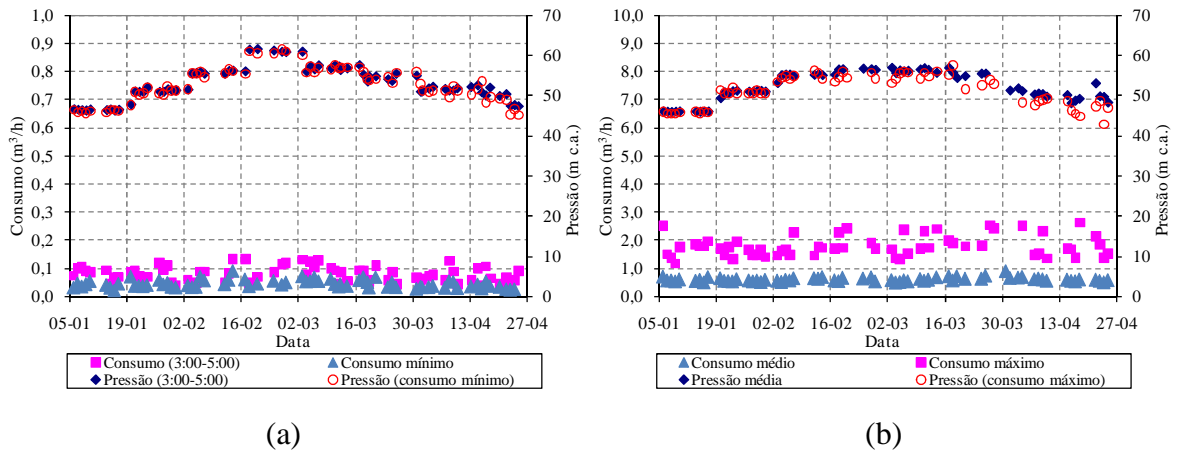 1,0 70 10,0 70
0,9 60 9,0 60
0,8 8,0
0,7 50 7,0 50
0,6 40 6,0 40
0,5 5,0
0,4 30 4,0 30
0,3 20 3,0 20
0,2 2,0
0,1 10 1,0 10
0,0 0 0,0 0
Consumo (m³/h)
Pressão (m c.a.)
Consumo (m³/h)
Pressão (m c.a.)
05-01 19-01 02-02 16-02 02-03 16-03 30-03 13-04 27-04
Data
05-01 19-01 02-02 16-02 02-03 16-03 30-03 13-04 27-04
Data
Consumo (3:00-5:00) Consumo mínimo
Pressão (3:00-5:00) Pressão (consumo mínimo)
Consumo médio Consumo máximo
Pressão média Pressão (consumo máximo)
(a) (b)